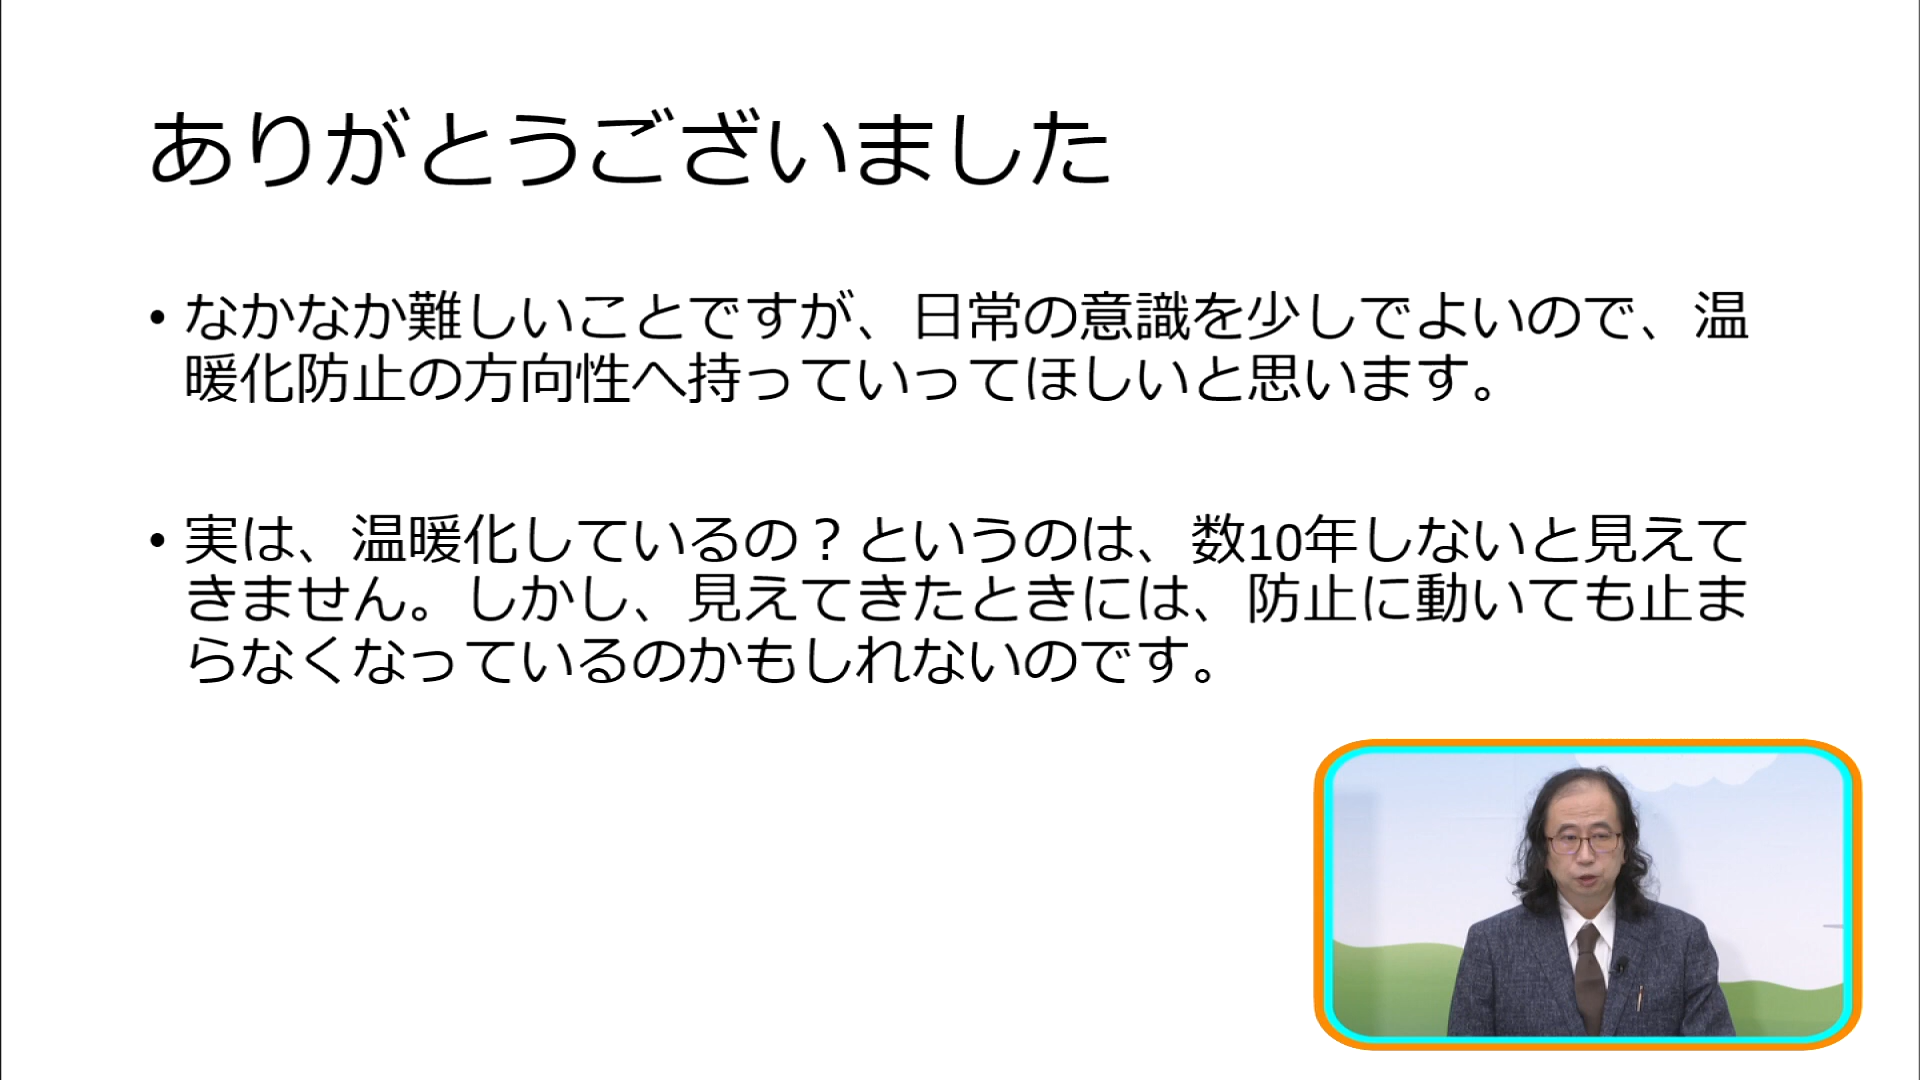 ありがとうございました
• なかなか難しいことですが、日常の意識を少しでよいので、温
暖化防止の方向性へ持っていってほしいと思います。
• 実は、温暖化しているの？というのは、数10年しないと見えて
きません。しかし、見えてきたときには、防止に動いても止ま
らなくなっているのかもしれないのです。